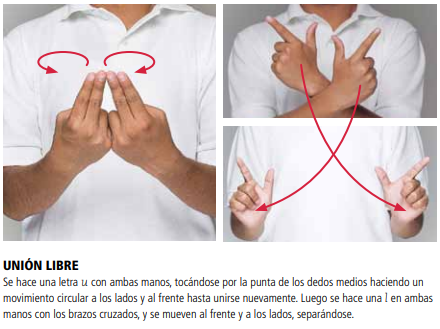 UNIÓN LIBRE
Se hace una letra u con ambas manos, tocándose por la punta de los dedos medios haciendo un
movimiento circular a los lados y al frente hasta unirse nuevamente. Luego se hace una l en ambas
manos con los brazos cruzados, y se mueven al frente y a los lados, separándose.